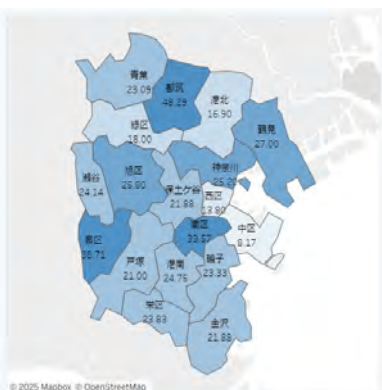 青葉
23.09
都筑
48.29
港北
16.90
鶴見
27.00
緑区
18.00
神奈川
瀬谷
24.14
旭区
保土ケ谷
21.88
西区
13.80
泉区
南区
中区
8.17
戸塚
21.00
港南
24.75
磯子
23.33
栄区
23.83
金沢
21.88
© 2025 Mapbox © OpenStreetMap